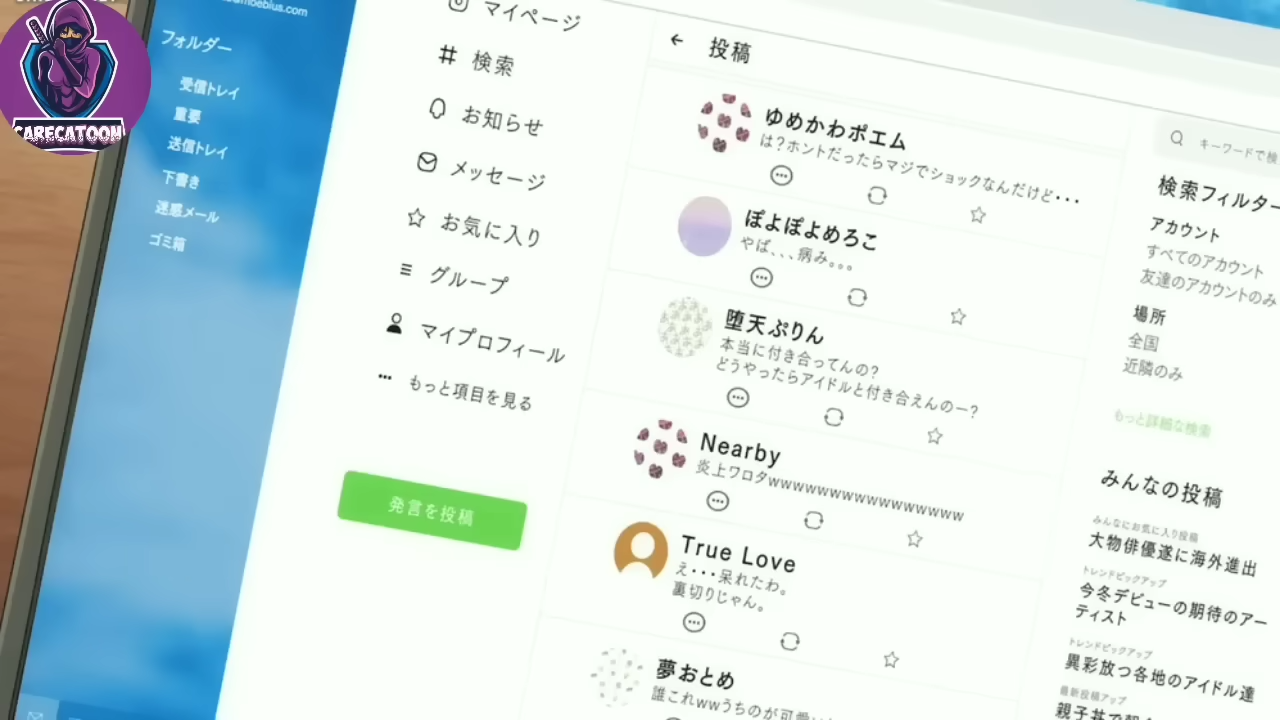 moebius.com
フォルダー
受信トレイ
重要
送信トレイ
下書き
迷惑メール
ゴミ箱
CARECATOON
マイページ
検索
お知らせ
メッセージ
お気に入り
グループ
マイプロフィール
もっと項目を見る
発言を投稿
投稿
ゆめかわポエム
は?ホントだったらマジでショックなんだけど・・・
ぽよぽよめろこ
やば、、、病み。。。
堕天ぷりん
本当に付き合ってんの?
どうやったらアイドルと付き合えんのー?
Nearby
炎上ワロタwwwwwwwwwwwwwwww
True Love
え・・・呆れたわ。
裏切りじゃん。
夢おとめ
誰これwwうちのが可愛い
キーワードで検
検索フィルター
アカウント
すべてのアカウント
友達のアカウントのみ
場所
全国
近隣のみ
もっと詳細な検索
みんなの投稿
みんなにお気に入り投稿
大物俳優遂に海外進出
トレンドピックアップ
今冬デビューの期待のアー
ティスト
トレンドピックアップ
異彩放つ各地のアイドル達
最新投稿アップ
親子丼で